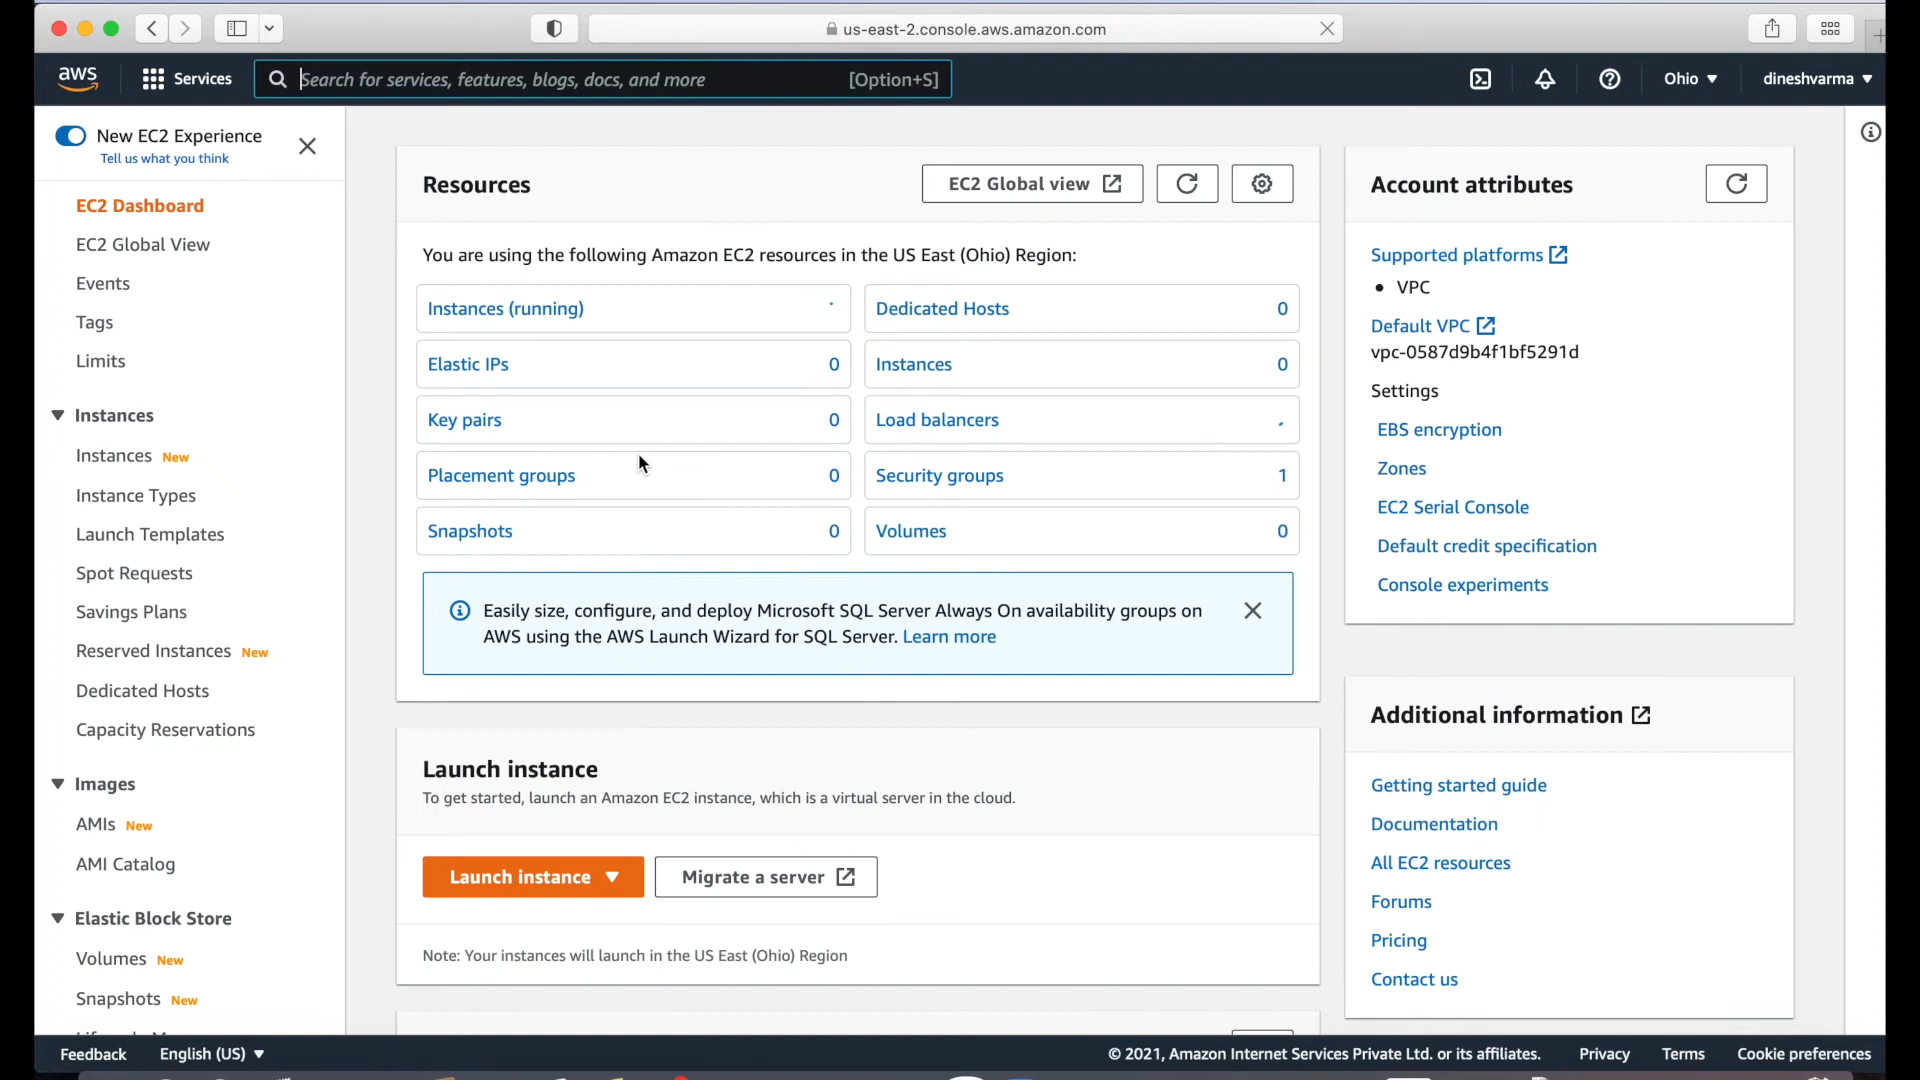 us-east-2.console.aws.amazon.com
aws
Services
Search for services, features, blogs, docs, and more
[Option+S]
Ohio
dineshvarma
New EC2 Experience
Tell us what you think
EC2 Dashboard
EC2 Global View
Events
Tags
Limits
Instances
Instances New
Instance Types
Launch Templates
Spot Requests
Savings Plans
Reserved Instances New
Dedicated Hosts
Capacity Reservations
Images
AMIs New
AMI Catalog
Elastic Block Store
Volumes New
Snapshots New
Resources
EC2 Global view
You are using the following Amazon EC2 resources in the US East (Ohio) Region:
Instances (running)
Dedicated Hosts 0
Elastic IPs 0
Instances 0
Key pairs 0
Load balancers
Placement groups 0
Security groups 1
Snapshots 0
Volumes 0
Easily size, configure, and deploy Microsoft SQL Server Always On availability groups on
AWS using the AWS Launch Wizard for SQL Server. Learn more
Launch instance
To get started, launch an Amazon EC2 instance, which is a virtual server in the cloud.
Launch instance
Migrate a server
Note: Your instances will launch in the US East (Ohio) Region
Account attributes
Supported platforms
• VPC
Default VPC
vpc-0587d9b4f1bf5291d
Settings
EBS encryption
Zones
EC2 Serial Console
Default credit specification
Console experiments
Additional information
Getting started guide
Documentation
All EC2 resources
Forums
Pricing
Contact us
Feedback
English (US)
© 2021, Amazon Internet Services Private Ltd. or its affiliates.
Privacy
Terms
Cookie preferences